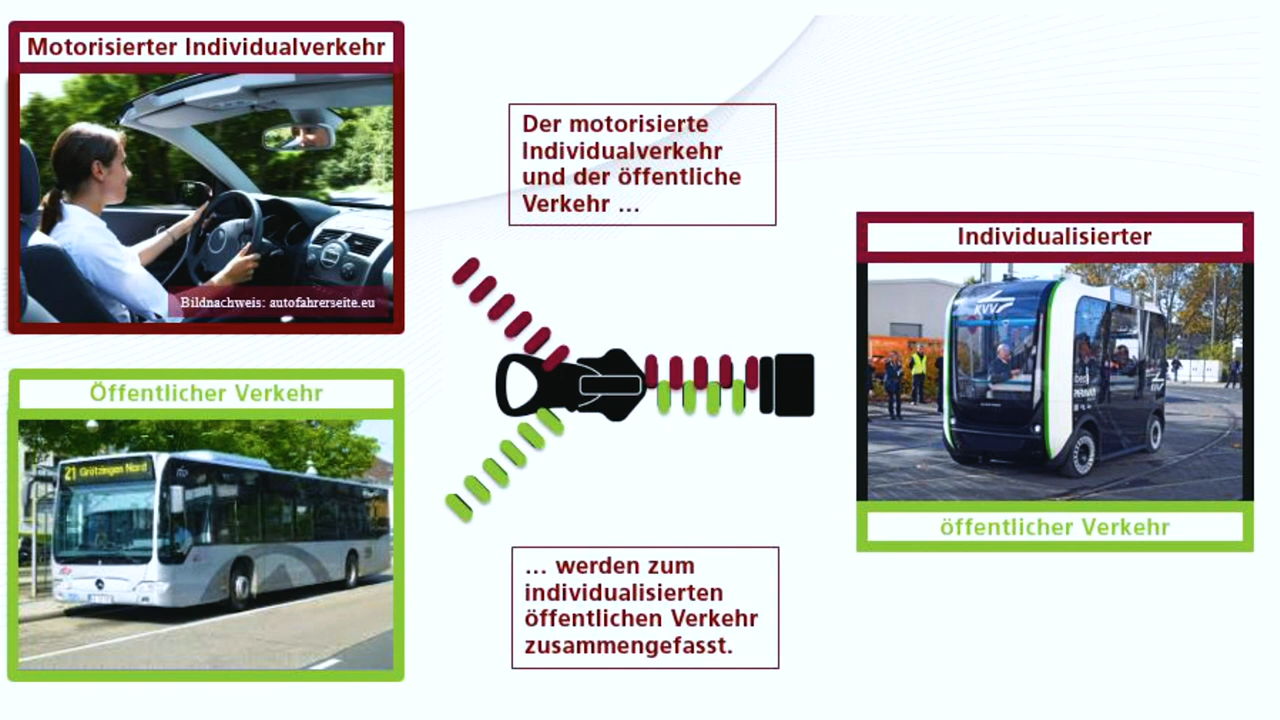 Motorisierter Individualverkehr
Bildnachweis: autofahrerseite.eu
Öffentlicher Verkehr
21 Grötzingen Nord
Der motorisierte
Individualverkehr
und der öffentliche
Verkehr ...
... werden zum
individualisierten
öffentlichen Verkehr
zusammengefasst.
Individualisierter
KVV
öffentlicher Verkehr